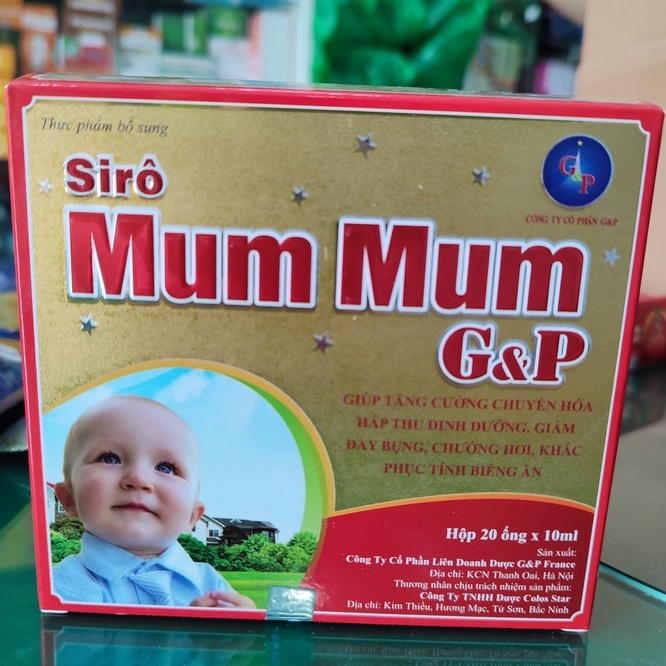 Thực phẩm bổ sung
Sirô
Mum Mum
G&P
G&P
CÔNG TY CỔ PHẦN G&P
GIÚP TĂNG CƯỜNG CHUYỂN HÓA
HẤP THU DINH DƯỠNG, GIẢM
ĐẦY BỤNG, CHƯỚNG HƠI, KHẮC
PHỤC TÌNH BIẾNG ĂN
Hộp 20 ống x 10ml
Sản xuất:
Công Ty Cổ Phần Liên Doanh Dược G&P France
Địa chỉ: KCN Thanh Oai, Hà Nội
Thương nhân chịu trách nhiệm sản phẩm:
Công Ty TNHH Dược Colos Star
Địa chỉ: Kim Thiều, Hương Mạc, Từ Sơn, Bắc Ninh